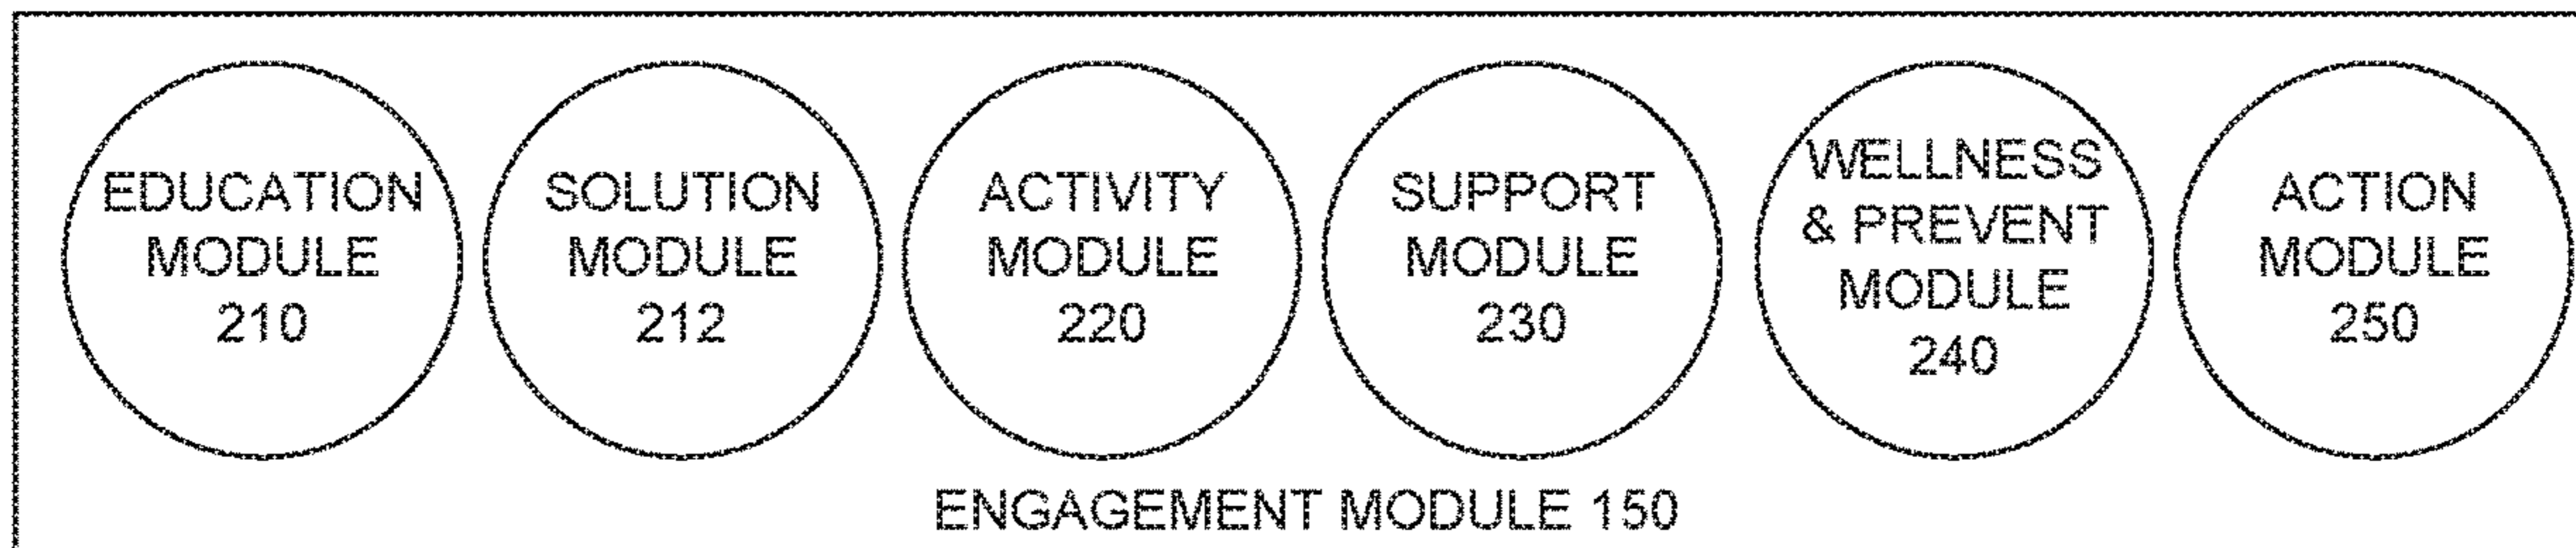 EDUCATION
MODULE
210
SOLUTION
MODULE
212
ACTIVITY
MODULE
220
SUPPORT
MODULE
230
WELLNESS
& PREVENT
MODULE
240
ACTION
MODULE
250
ENGAGEMENT MODULE 150